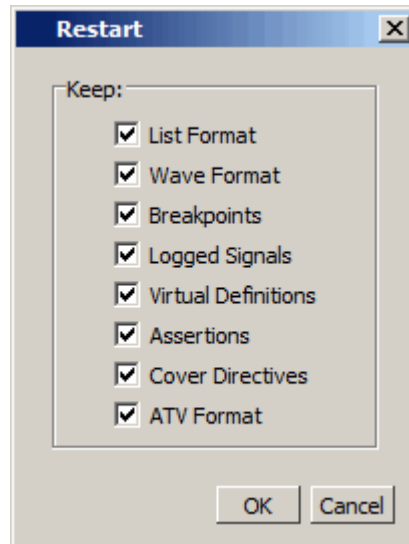 Restart
Keep:
List Format
Wave Format
Breakpoints
Logged Signals
Virtual Definitions
Assertions
Cover Directives
ATV Format
OK Cancel